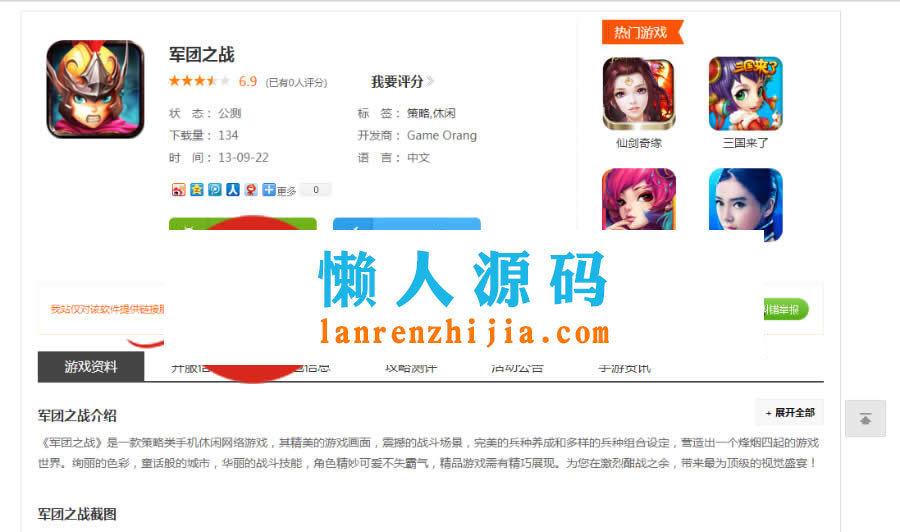 军团之战
6.9 (已有0人评分) 我要评分
状 态： 公测 标 签： 策略,休闲
下载量： 134 开发商： Game Orang
时 间： 13-09-22 语 言： 中文
更多 0
热门游戏
仙剑奇缘 三国来了
懒人源码
lanrenzhijia.com
我站仅对该软件提供链接
纠错举报
游戏资料 开服信 信息 攻略测评 活动公告 手游资讯
军团之战介绍
+ 展开全部
《军团之战》是一款策略类手机休闲网络游戏，其精美的游戏画面，震撼的战斗场景，完美的兵种养成和多样的兵种组合设定，营造出一个烽烟四起的游戏
世界。绚丽的色彩，童话般的城市，华丽的战斗技能，角色精妙可爱不失霸气，精品游戏需有精巧展现。为您在激烈酣战之余，带来最为顶级的视觉盛宴！
军团之战截图